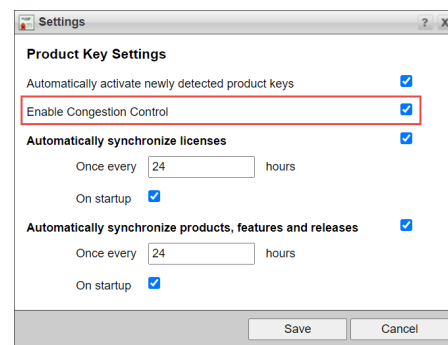 Settings ? X
Product Key Settings
Automatically activate newly detected product keys
Enable Congestion Control
Automatically synchronize licenses
Once every 24 hours
On startup
Automatically synchronize products, features and releases
Once every 24 hours
On startup
Save Cancel